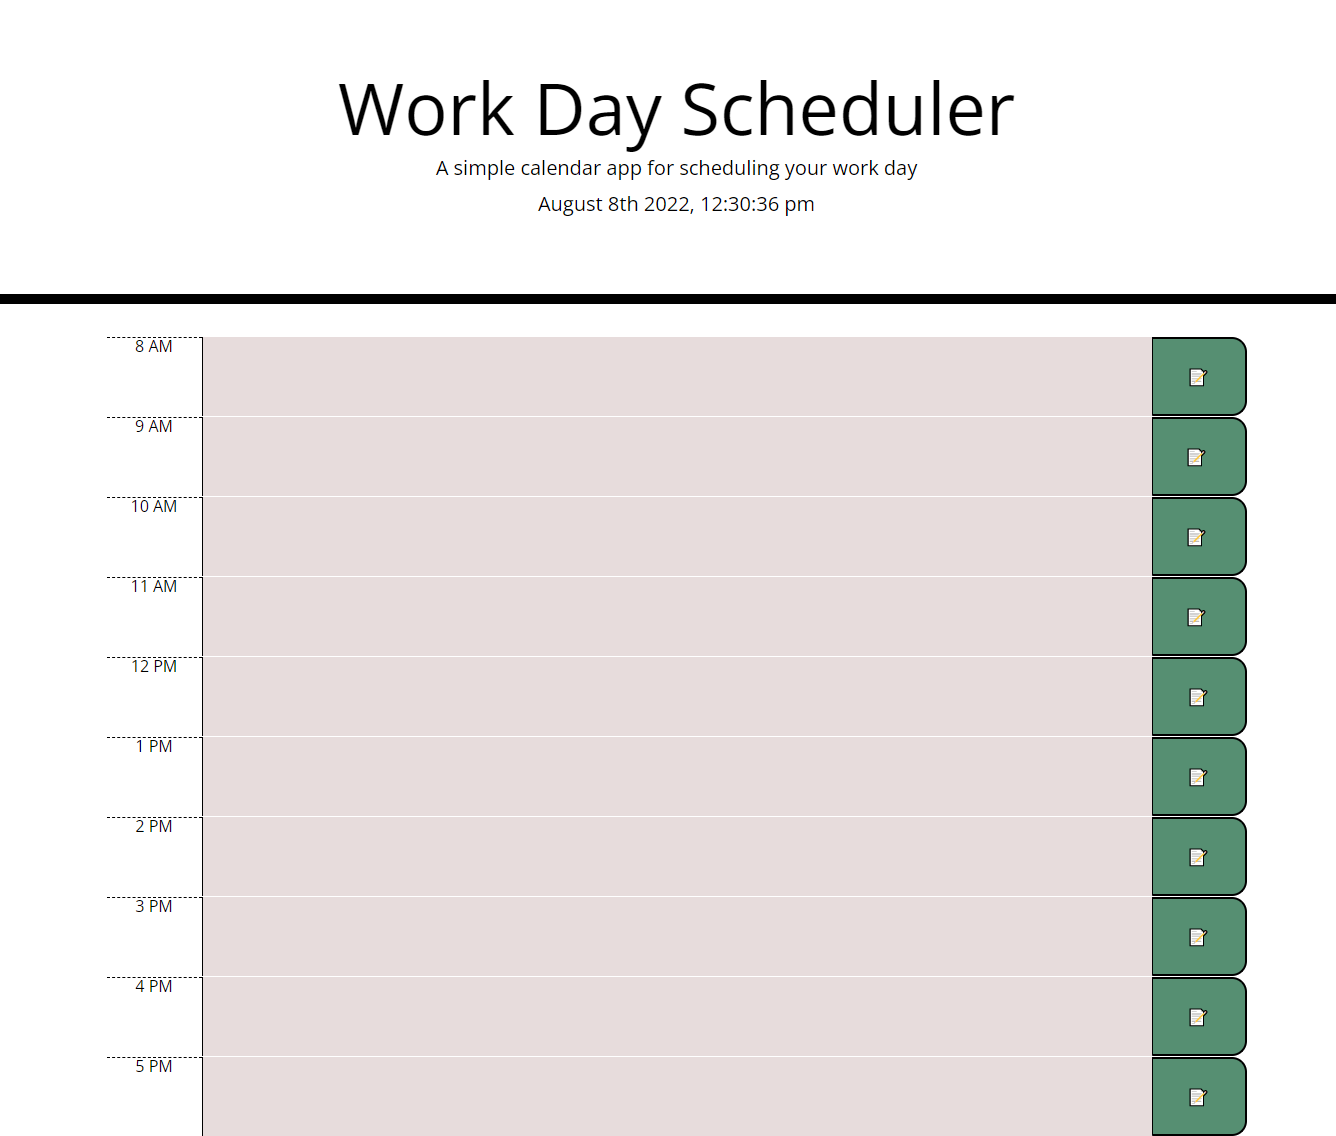 Work Day Scheduler
A simple calendar app for scheduling your work day
August 8th 2022, 12:30:36 pm
8 AM
9 AM
10 AM
11 AM
12 PM
1 PM
2 PM
3 PM
4 PM
5 PM